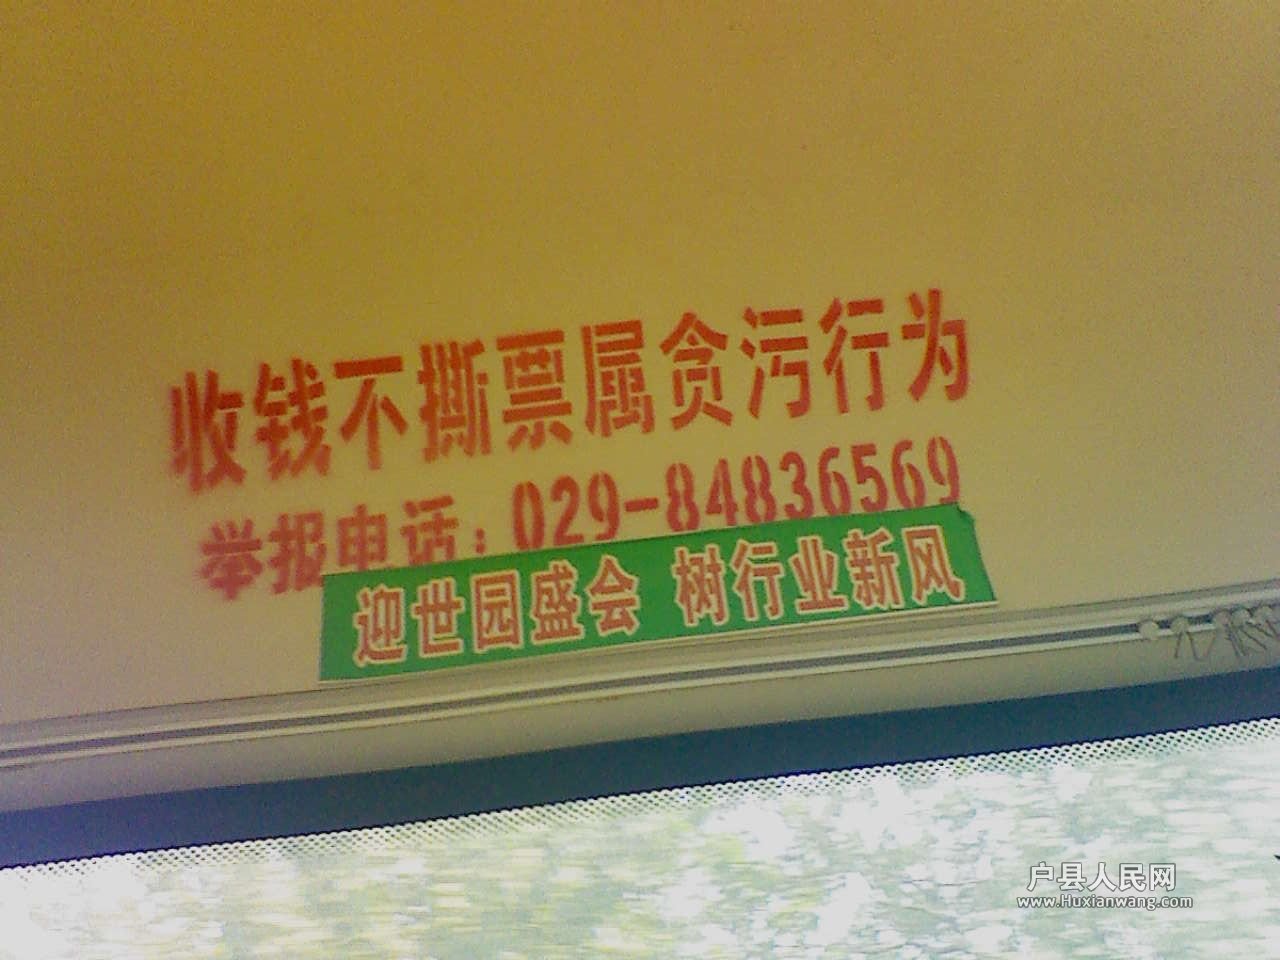 收钱不撕票属贪污行为
举报电话：029-84836569
迎世园盛会 树行业新风
户县人民网
www.Huxianwang.com